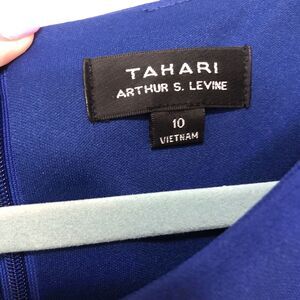 TAHARI
ARTHUR S. LEVINE
10
VIETNAM